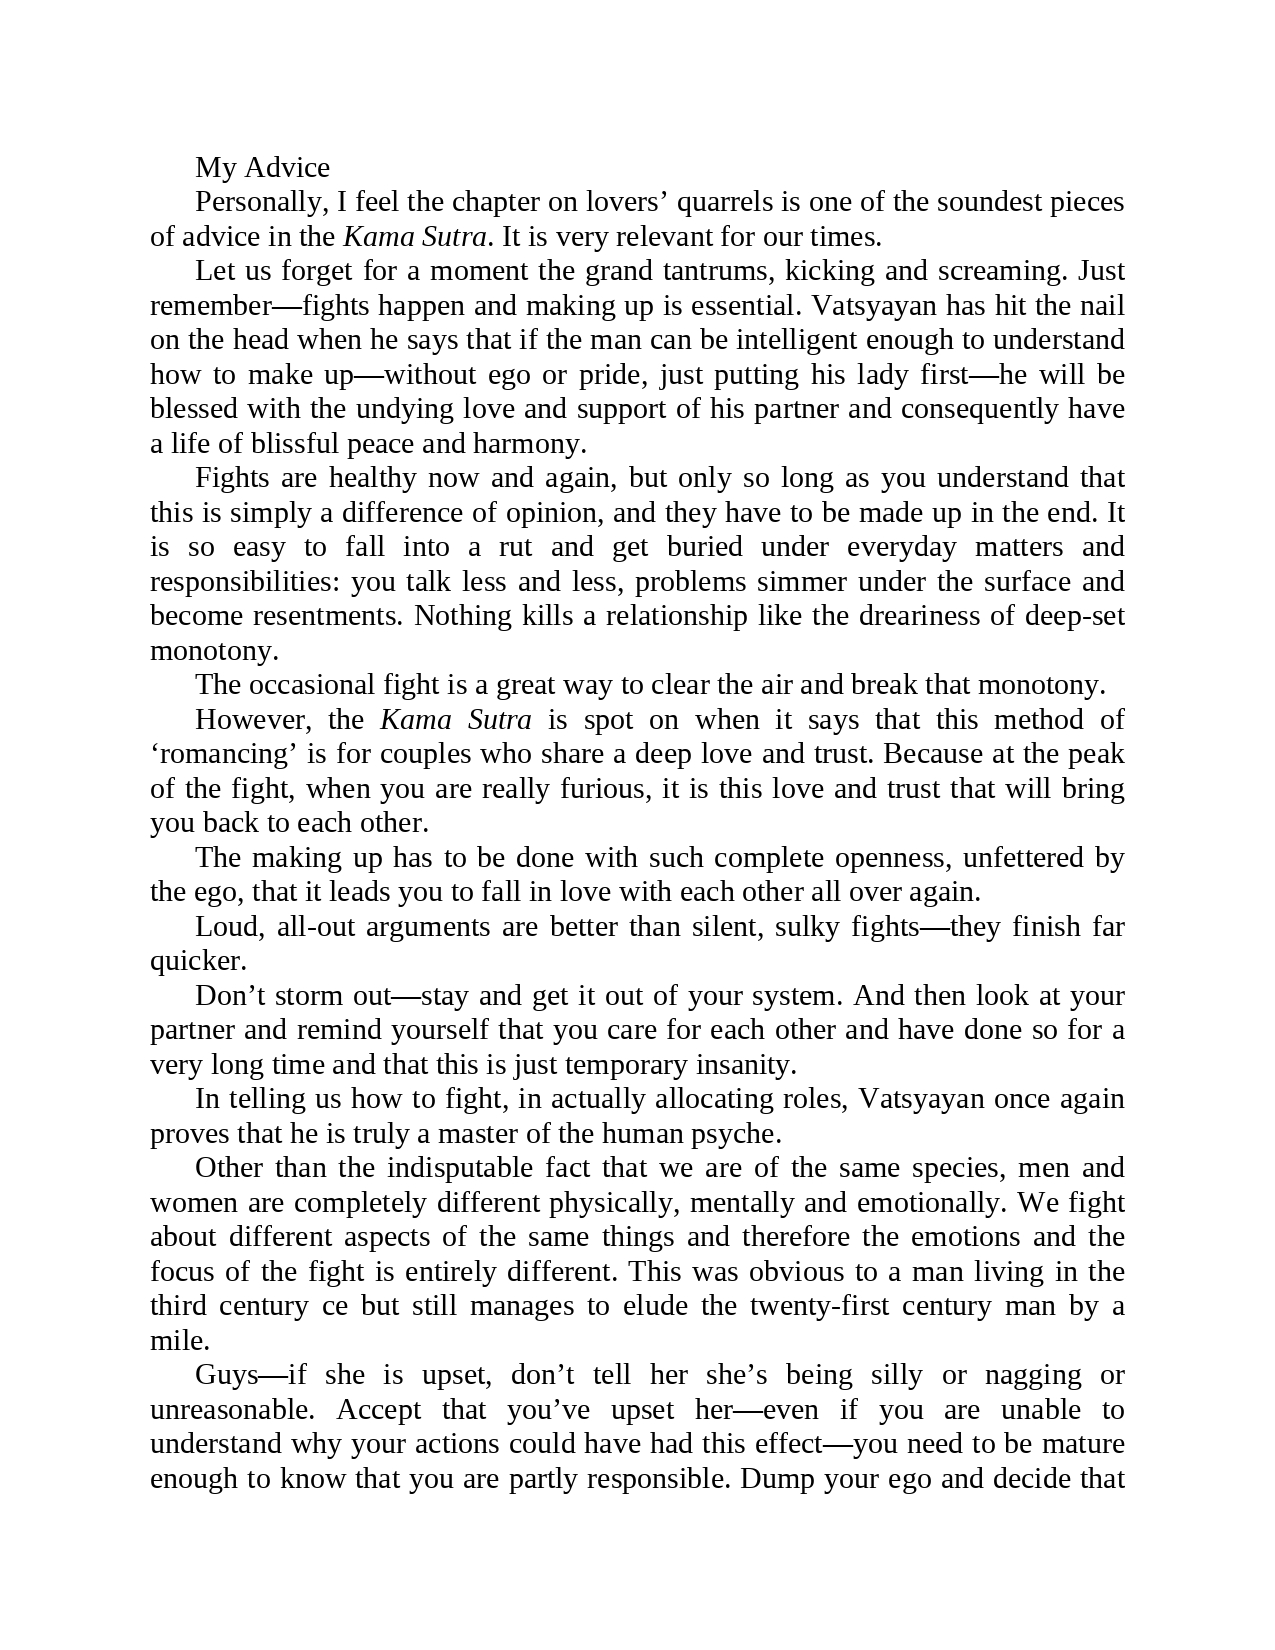 My Advice
Personally, I feel the chapter on lovers’ quarrels is one of the soundest pieces
of advice in the Kama Sutra. It is very relevant for our times.
Let us forget for a moment the grand tantrums, kicking and screaming. Just
remember—fights happen and making up is essential. Vatsyayan has hit the nail
on the head when he says that if the man can be intelligent enough to understand
how to make up—without ego or pride, just putting his lady first—he will be
blessed with the undying love and support of his partner and consequently have
a life of blissful peace and harmony.
Fights are healthy now and again, but only so long as you understand that
this is simply a difference of opinion, and they have to be made up in the end. It
is so easy to fall into a rut and get buried under everyday matters and
responsibilities: you talk less and less, problems simmer under the surface and
become resentments. Nothing kills a relationship like the dreariness of deep-set
monotony.
The occasional fight is a great way to clear the air and break that monotony.
However, the Kama Sutra is spot on when it says that this method of
‘romancing’ is for couples who share a deep love and trust. Because at the peak
of the fight, when you are really furious, it is this love and trust that will bring
you back to each other.
The making up has to be done with such complete openness, unfettered by
the ego, that it leads you to fall in love with each other all over again.
Loud, all-out arguments are better than silent, sulky fights—they finish far
quicker.
Don’t storm out—stay and get it out of your system. And then look at your
partner and remind yourself that you care for each other and have done so for a
very long time and that this is just temporary insanity.
In telling us how to fight, in actually allocating roles, Vatsyayan once again
proves that he is truly a master of the human psyche.
Other than the indisputable fact that we are of the same species, men and
women are completely different physically, mentally and emotionally. We fight
about different aspects of the same things and therefore the emotions and the
focus of the fight is entirely different. This was obvious to a man living in the
third century ce but still manages to elude the twenty-first century man by a
mile.
Guys—if she is upset, don’t tell her she’s being silly or nagging or
unreasonable. Accept that you’ve upset her—even if you are unable to
understand why your actions could have had this effect—you need to be mature
enough to know that you are partly responsible. Dump your ego and decide that